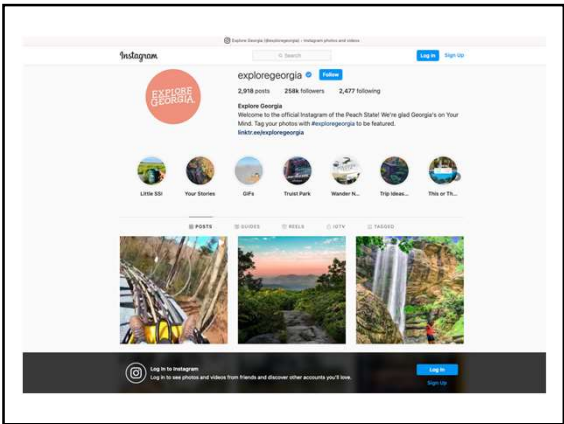 Explore Georgia (@exploregeorgia) • Instagram photos and videos
Instagram
Search
Log In
Sign Up
EXPLORE
GEORGIA.
exploregeorgia
Follow
2,918 posts 258k followers 2,477 following
Explore Georgia
Welcome to the official Instagram of the Peach State! We're glad Georgia's on Your
Mind. Tag your photos with #exploregeorgia to be featured.
linktr.ee/exploregeorgia
Little SSI Your Stories GIFs Truist Park Wander N... Trip Ideas... This or Th...
POSTS GUIDES REELS IGTV TAGGED
Log In to Instagram
Log in to see photos and videos from friends and discover other accounts you'll love.
Log In
Sign Up